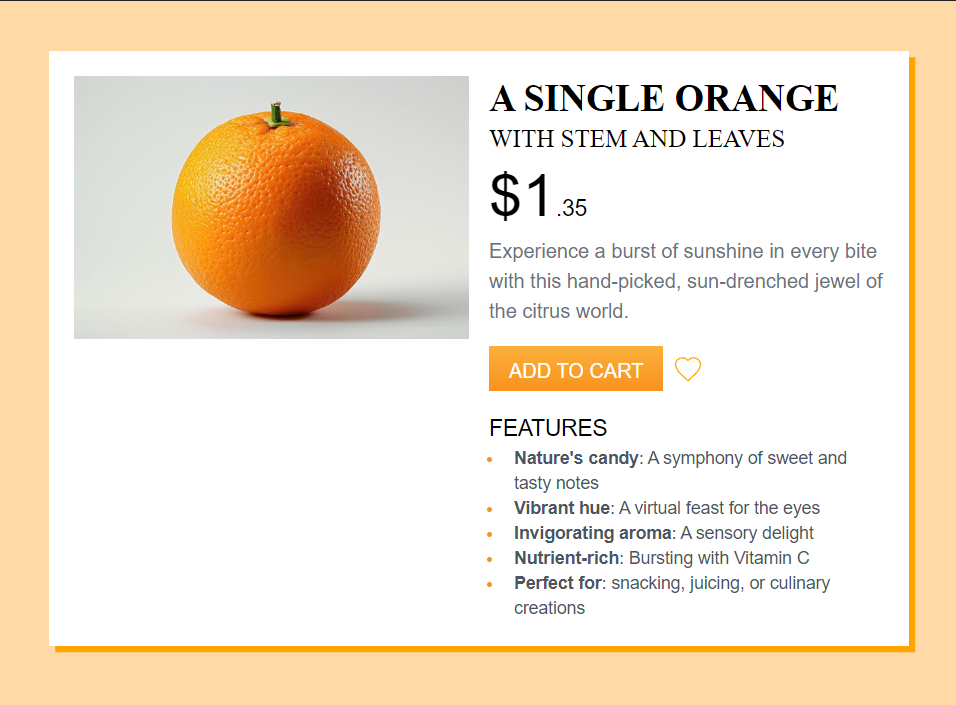 A SINGLE ORANGE
WITH STEM AND LEAVES
$1.35
Experience a burst of sunshine in every bite
with this hand-picked, sun-drenched jewel of
the citrus world.
ADD TO CART
FEATURES
Nature's candy: A symphony of sweet and
tasty notes
Vibrant hue: A virtual feast for the eyes
Invigorating aroma: A sensory delight
Nutrient-rich: Bursting with Vitamin C
Perfect for: snacking, juicing, or culinary
creations